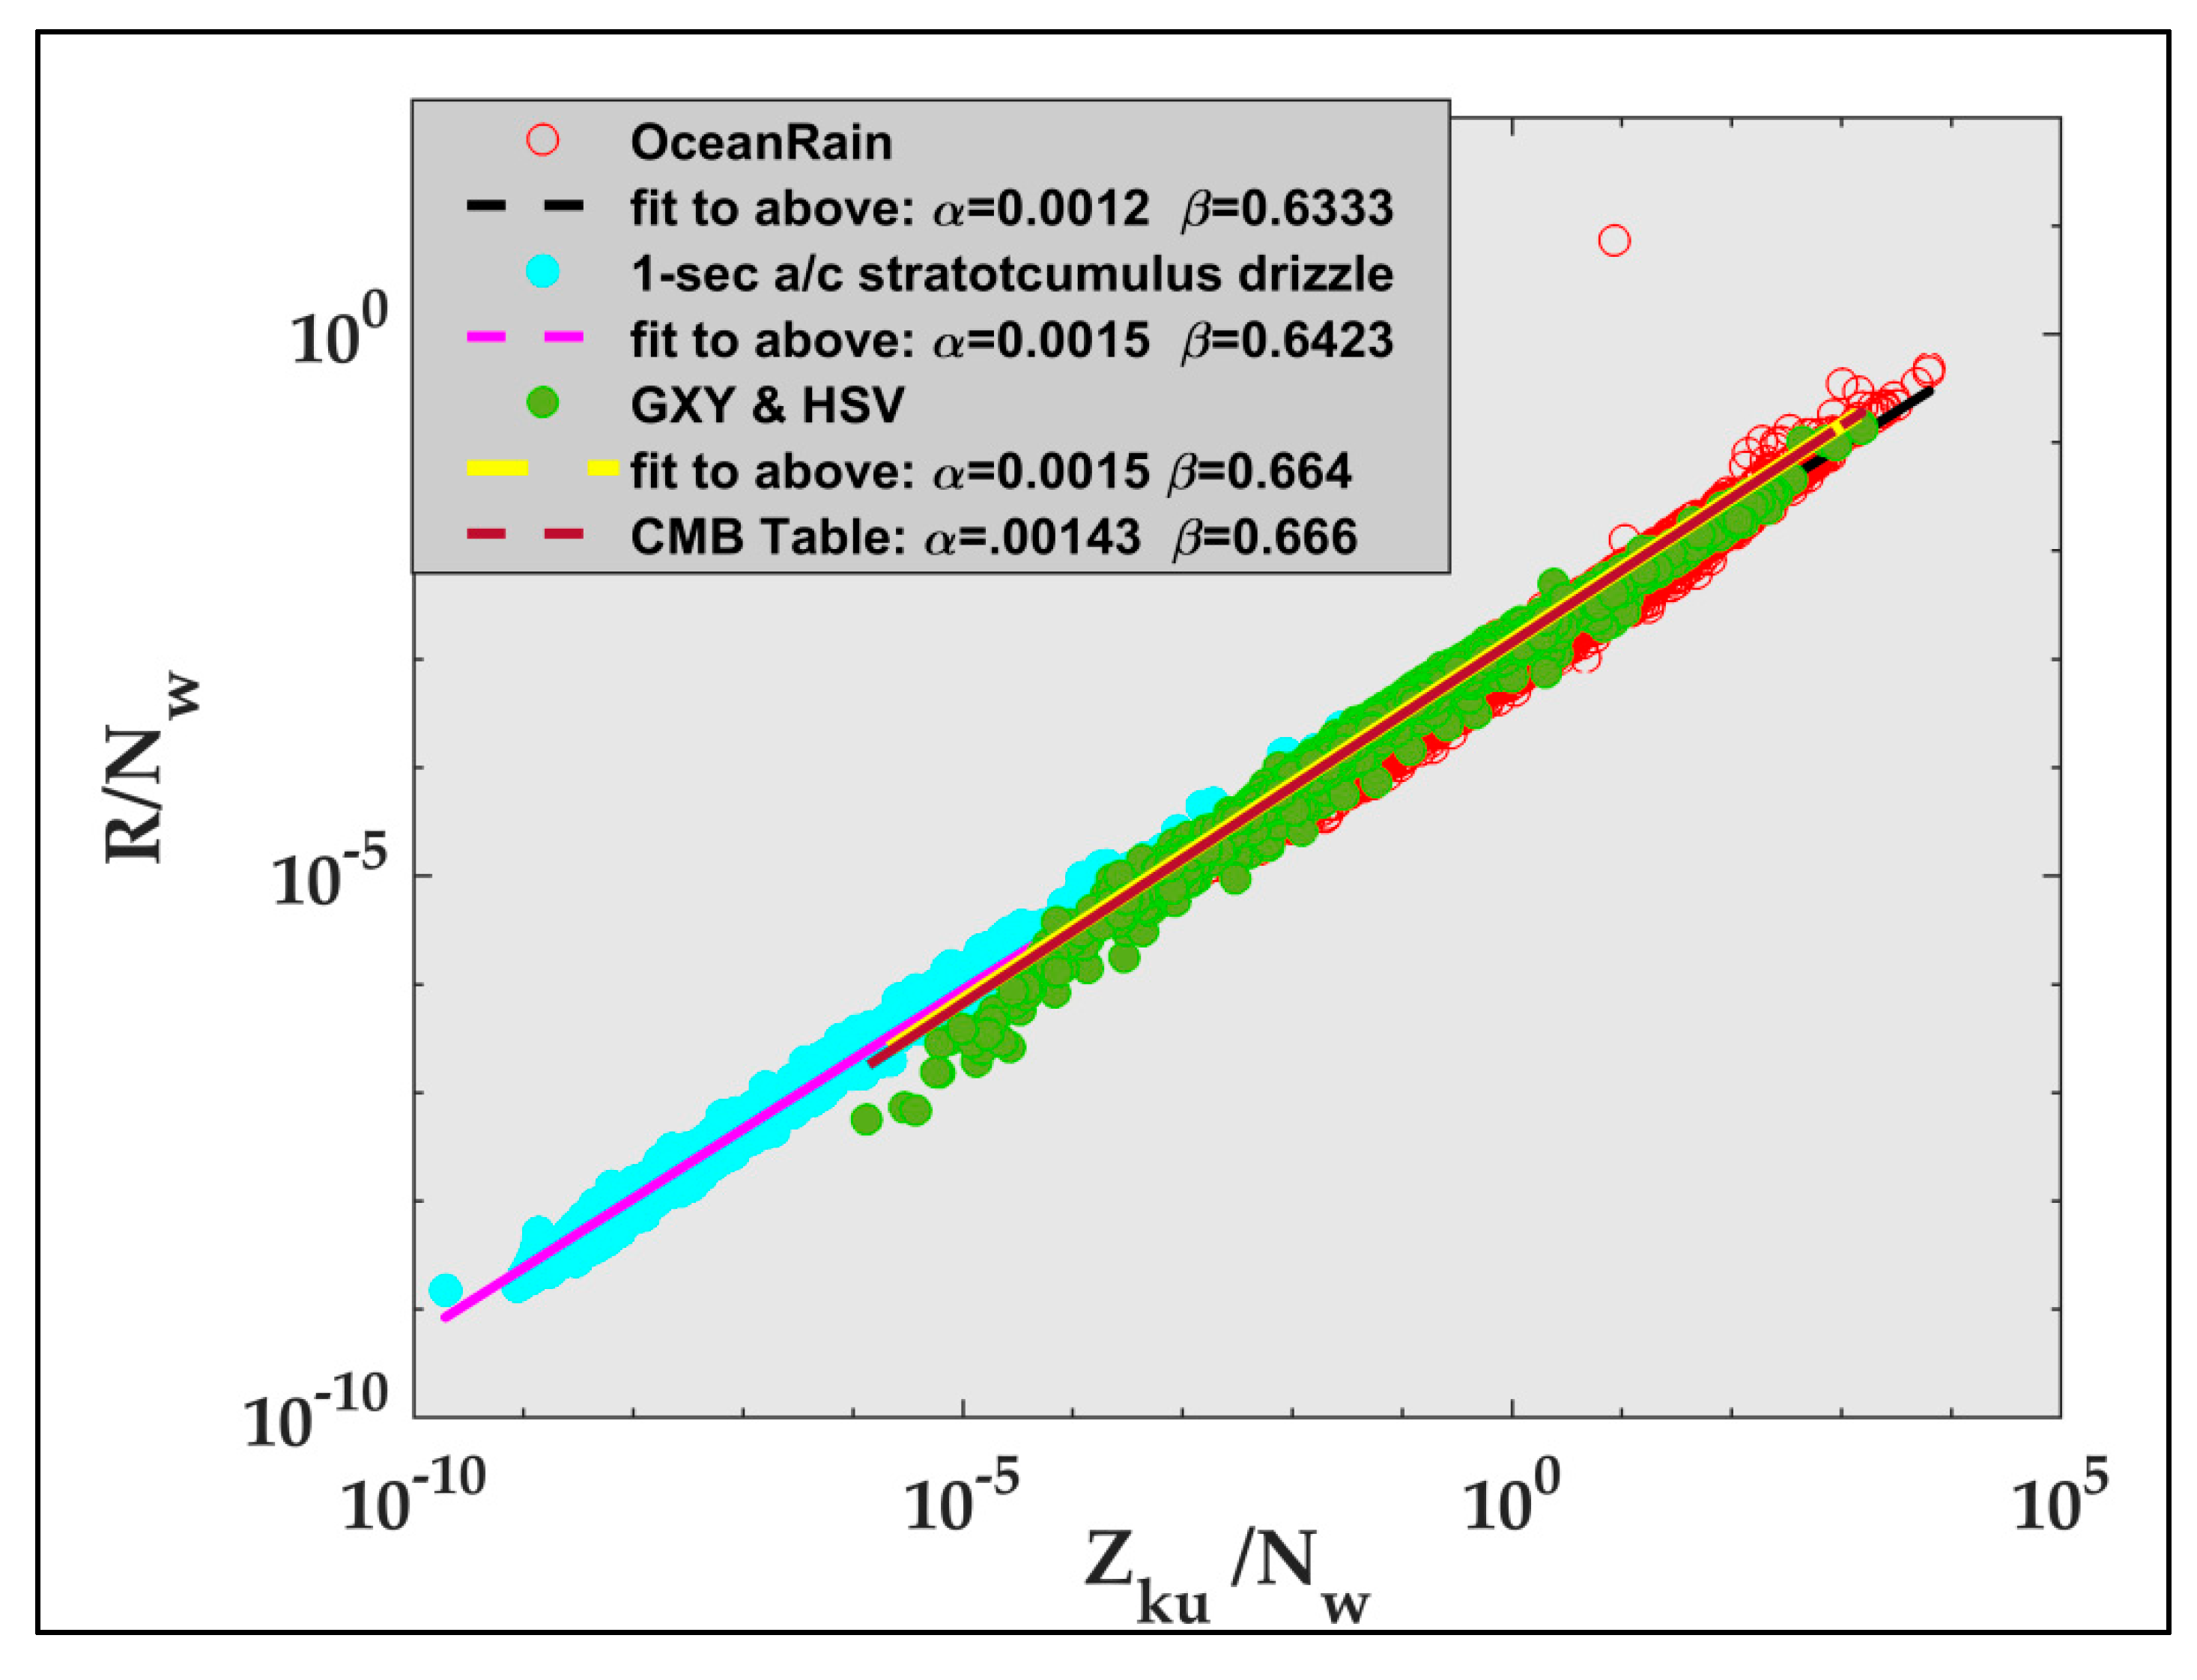 OceanRain
fit to above: α=0.0012 β=0.6333
1-sec a/c stratotcumulus drizzle
fit to above: α=0.0015 β=0.6423
GXY & HSV
fit to above: α=0.0015 β=0.664
CMB Table: α=.00143 β=0.666
10^0
10^-5
10^-10
R/N_w
10^-10
10^-5
10^0
10^5
Z_ku /N_w